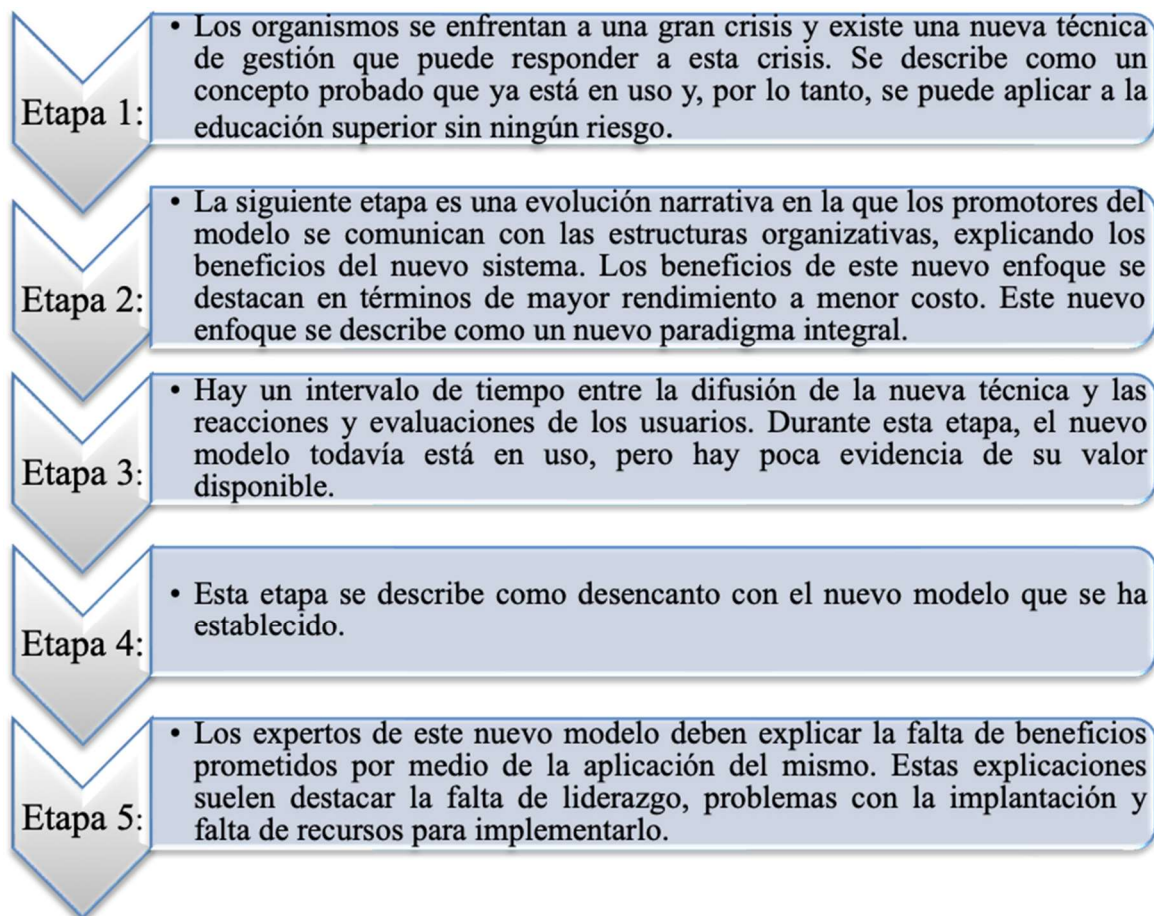 Etapa 1:
• Los organismos se enfrentan a una gran crisis y existe una nueva técnica
de gestión que puede responder a esta crisis. Se describe como un
concepto probado que ya está en uso y, por lo tanto, se puede aplicar a la
educación superior sin ningún riesgo.
Etapa 2:
• La siguiente etapa es una evolución narrativa en la que los promotores del
modelo se comunican con las estructuras organizativas, explicando los
beneficios del nuevo sistema. Los beneficios de este nuevo enfoque se
destacan en términos de mayor rendimiento a menor costo. Este nuevo
enfoque se describe como un nuevo paradigma integral.
Etapa 3:
• Hay un intervalo de tiempo entre la difusión de la nueva técnica y las
reacciones y evaluaciones de los usuarios. Durante esta etapa, el nuevo
modelo todavía está en uso, pero hay poca evidencia de su valor
disponible.
Etapa 4:
• Esta etapa se describe como desencanto con el nuevo modelo que se ha
establecido.
Etapa 5:
• Los expertos de este nuevo modelo deben explicar la falta de beneficios
prometidos por medio de la aplicación del mismo. Estas explicaciones
suelen destacar la falta de liderazgo, problemas con la implantación y
falta de recursos para implementarlo.